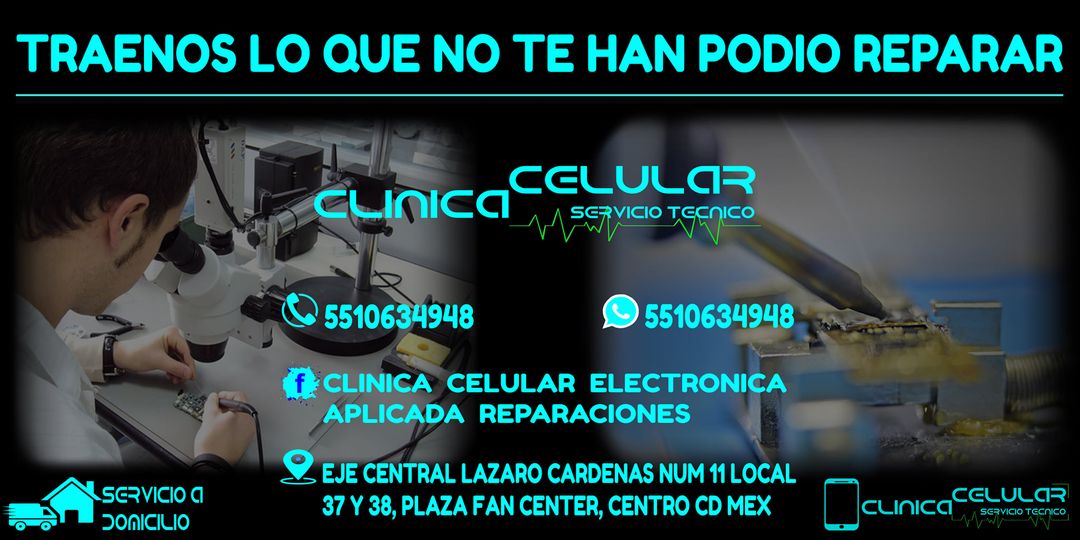 TRAENOS LO QUE NO TE HAN PODIO REPARAR
CLINICA CELULAR
SERVICIO TECNICO
5510634948
5510634948
f CLINICA CELULAR ELECTRONICA
APLICADA REPARACIONES
EJE CENTRAL LAZARO CARDENAS NUM 11 LOCAL
37 Y 38, PLAZA FAN CENTER, CENTRO CD MEX
SERVICIO A
DOMICILIO
CLINICA CELULAR
SERVICIO TECNICO